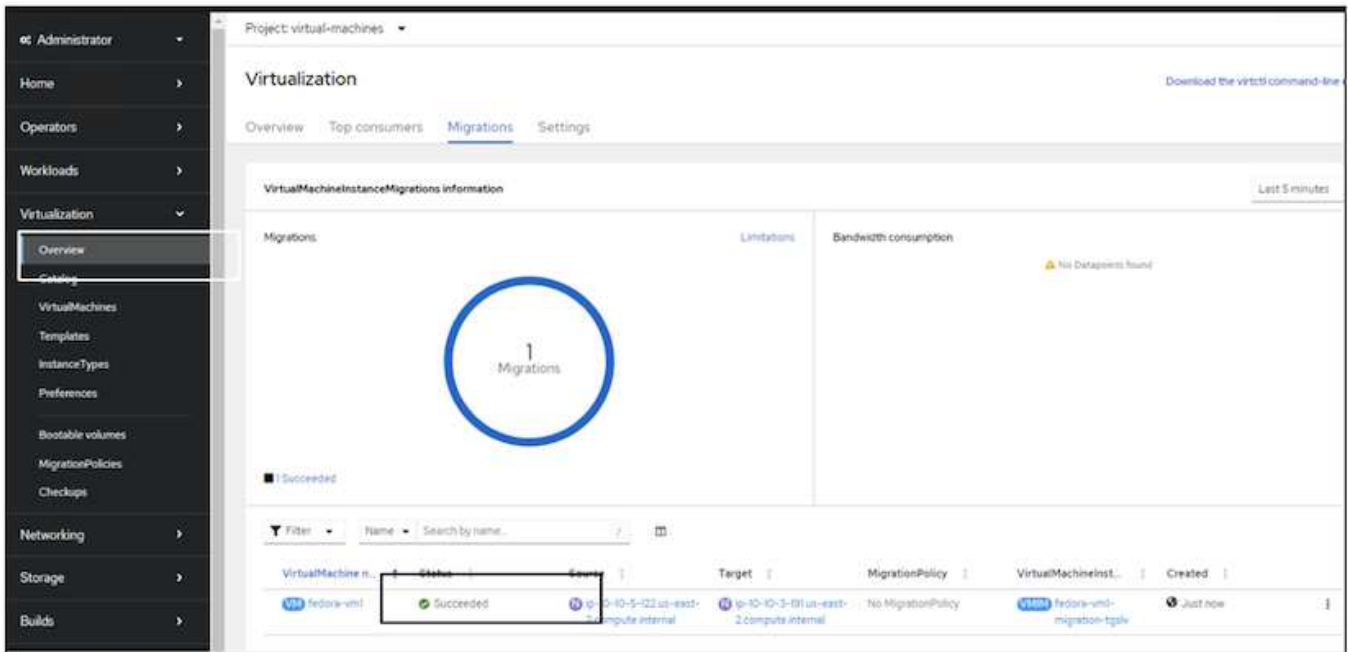 Administrator
Home
Operators
Workloads
Virtualization
Overview
Catalog
VirtualMachines
Templates
InstanceTypes
Preferences
Bootable volumes
MigrationPolicies
Checkups
Networking
Storage
Builds
Project: virtual-machines
Virtualization
Download the virtctl command-line
Overview Top consumers Migrations Settings
VirtualMachineInstanceMigrations information
Last 5 minutes
Migrations
Limitations
1
Migrations
1 Succeeded
Bandwidth consumption
No Datapoints found
Filter Name Search by name... /
VirtualMachine n... Status Source Target MigrationPolicy VirtualMachineInst... Created
VM fedora-vm1 Succeeded N ip-10-10-5-122.us-east- N ip-10-10-3-191.us-east- No MigrationPolicy VMIM fedora-vm1- Just now
2.compute.internal 2.compute.internal